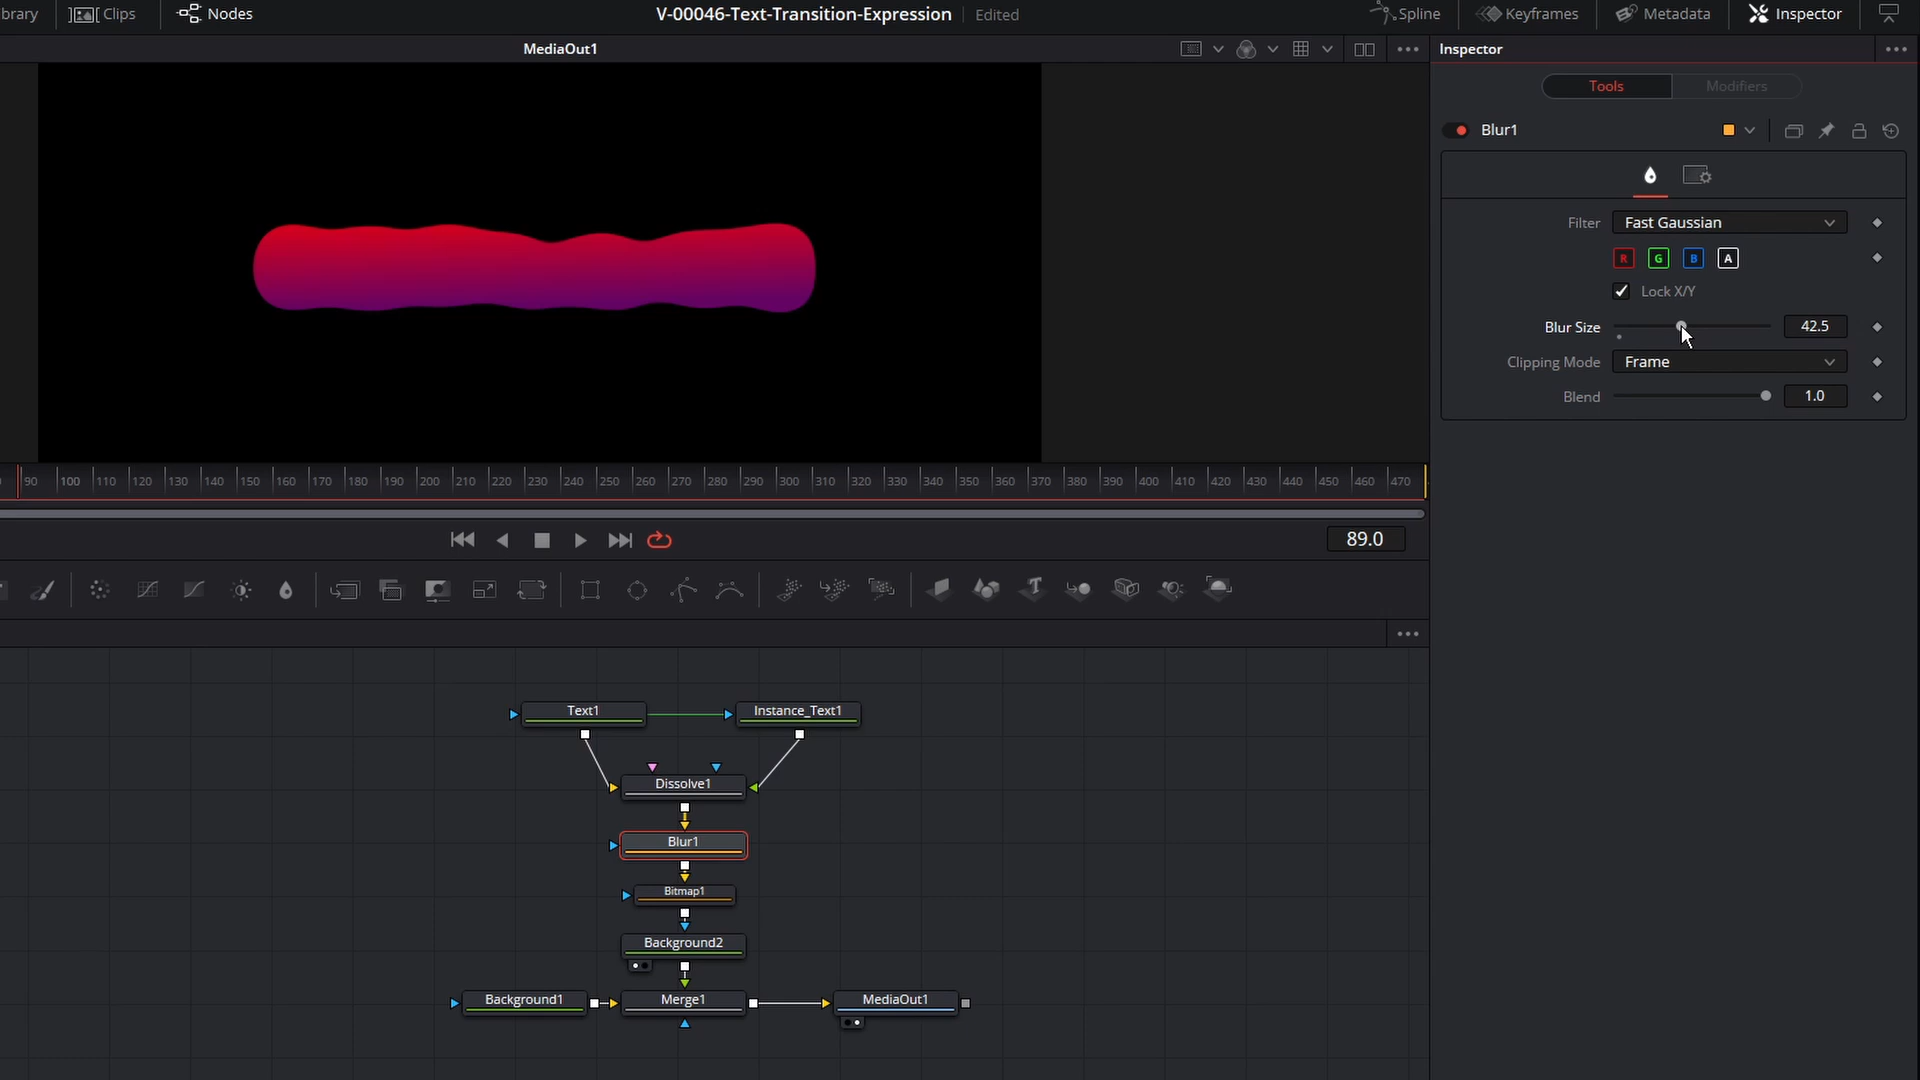 brary Clips Nodes V-00046-Text-Transition-Expression Edited Spline Keyframes Metadata Inspector
MediaOut1
Inspector
Tools Modifiers
Blur1
Filter Fast Gaussian
R G B A
Lock X/Y
Blur Size 42.5
Clipping Mode Frame
Blend 1.0
90 100 110 120 130 140 150 160 170 180 190 200 210 220 230 240 250 260 270 280 290 300 310 320 330 340 350 360 370 380 390 400 410 420 430 440 450 460 470
89.0
Text1 Instance_Text1
Dissolve1
Blur1
Bitmap1
Background2
Background1 Merge1 MediaOut1